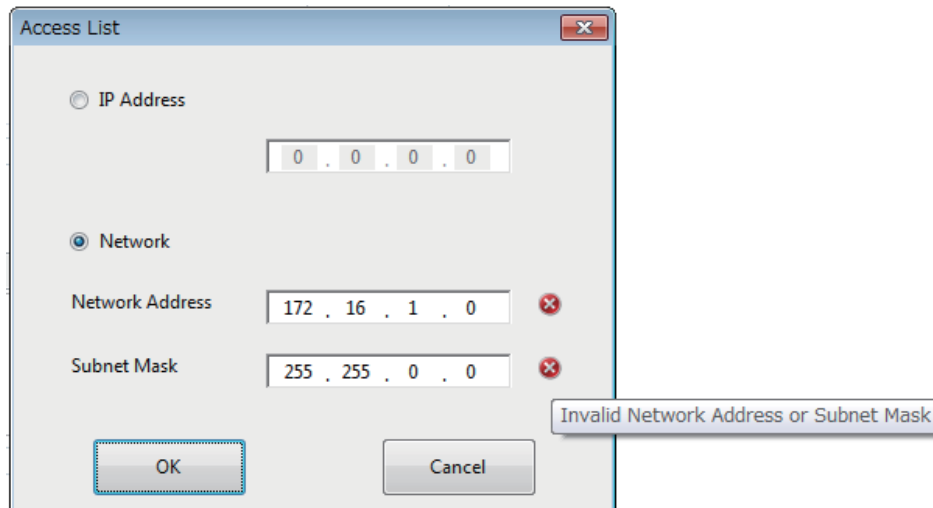 Access List
IP Address
0 . 0 . 0 . 0
Network
Network Address 172 . 16 . 1 . 0
Subnet Mask 255 . 255 . 0 . 0
Invalid Network Address or Subnet Mask
OK Cancel